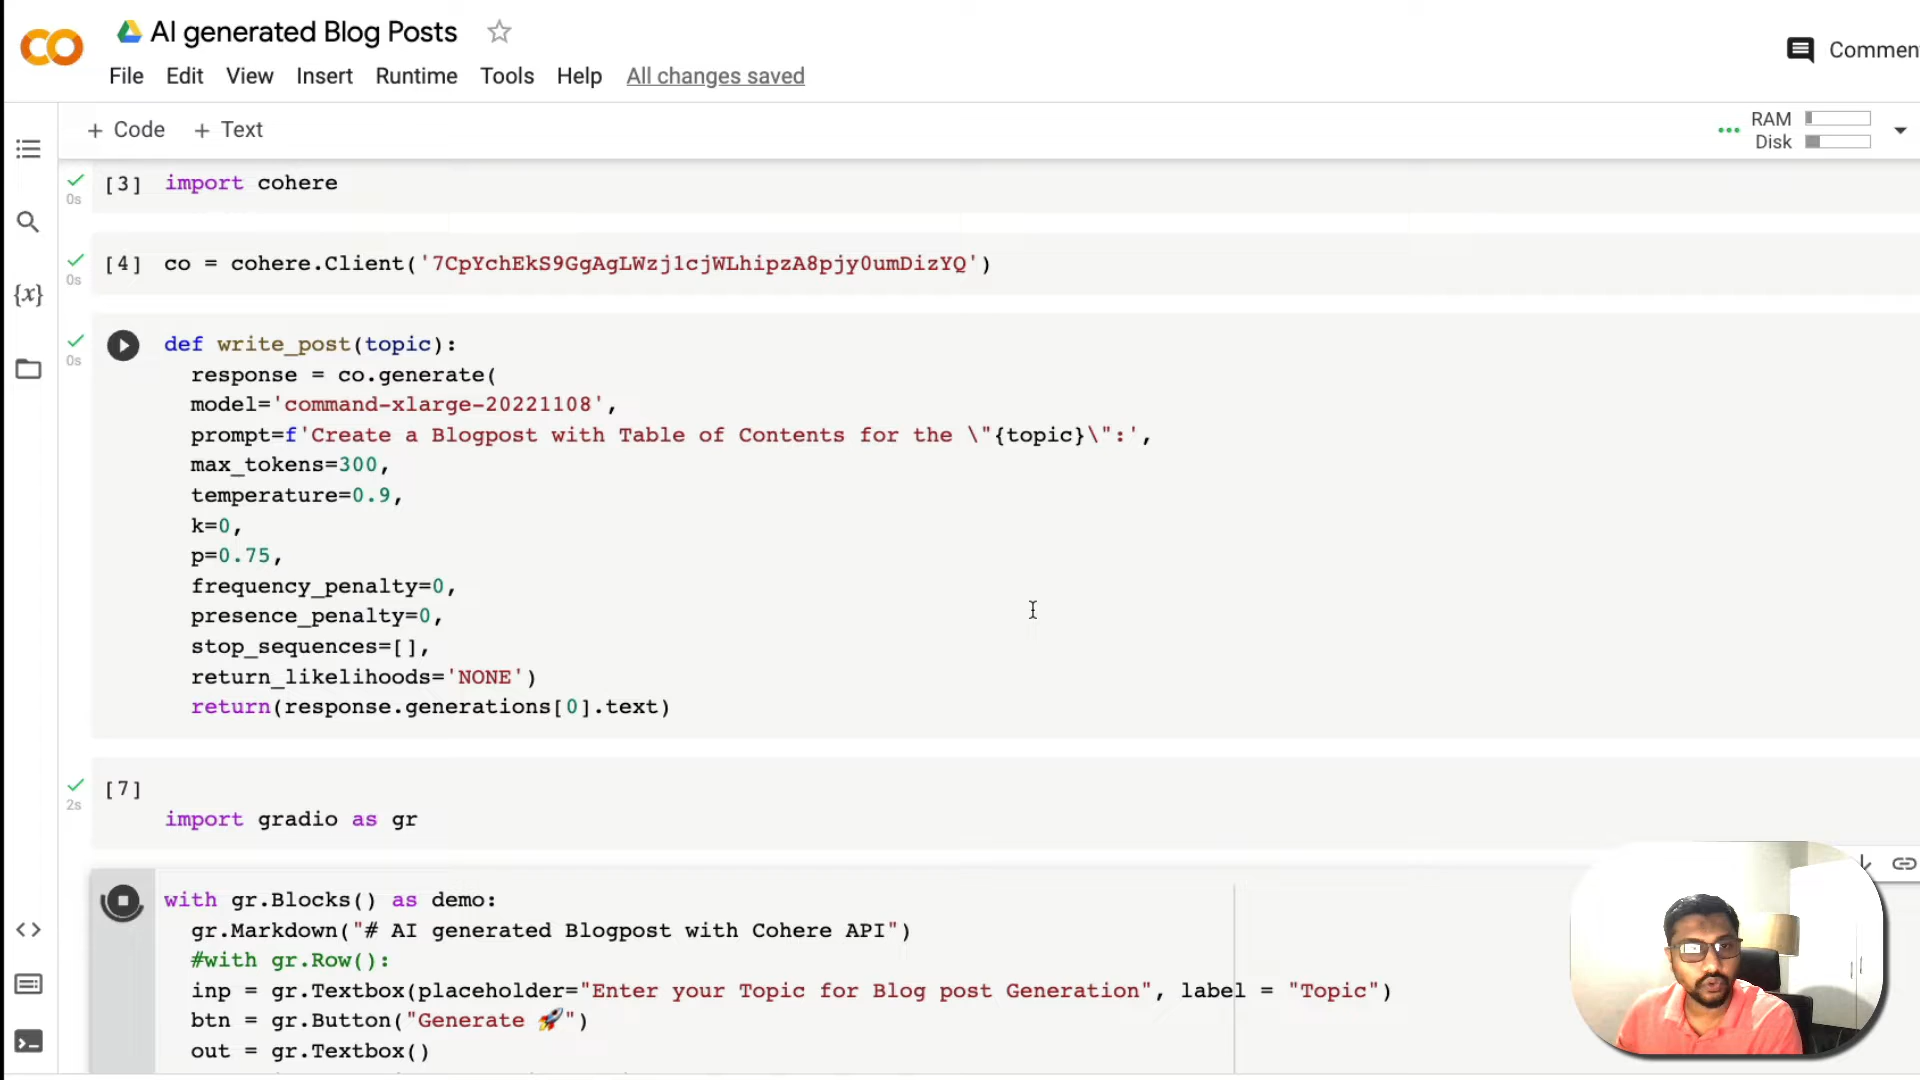 AI generated Blog Posts
File Edit View Insert Runtime Tools Help All changes saved
Commen
+ Code + Text
RAM
Disk
[3] import cohere
0s
[4] co = cohere.Client('7CpYchEkS9GgAgLWzj1cjWLhipzA8pjy0umDizYQ')
0s
def write_post(topic):
0s
response = co.generate(
model='command-xlarge-20221108',
prompt=f'Create a Blogpost with Table of Contents for the \"{topic}\":',
max_tokens=300,
temperature=0.9,
k=0,
p=0.75,
frequency_penalty=0,
presence_penalty=0,
stop_sequences=[],
return_likelihoods='NONE')
return(response.generations[0].text)
[7]
2s
import gradio as gr
with gr.Blocks() as demo:
gr.Markdown("# AI generated Blogpost with Cohere API")
#with gr.Row():
inp = gr.Textbox(placeholder="Enter your Topic for Blog post Generation", label = "Topic")
btn = gr.Button("Generate 🚀")
out = gr.Textbox()